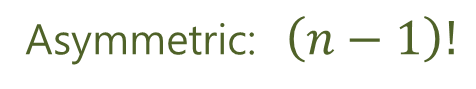 Asymmetric: (n − 1)!